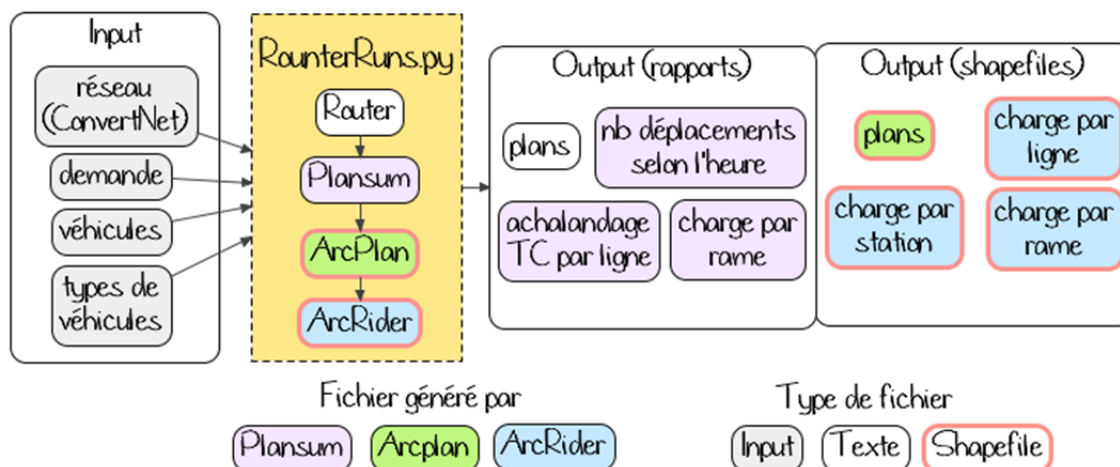 Input
réseau
(ConvertNet)
demande
véhicules
types de
véhicules
RounterRuns.py
Router
Plansum
ArcPlan
ArcRider
Output (rapports)
plans
nb déplacements
selon l'heure
achalandage
TC par ligne
charge par
rame
Output (shapefiles)
plans
charge par
ligne
charge par
station
charge par
rame
Fichier généré par
Plansum
Arcplan
ArcRider
Type de fichier
Input
Texte
Shapefile